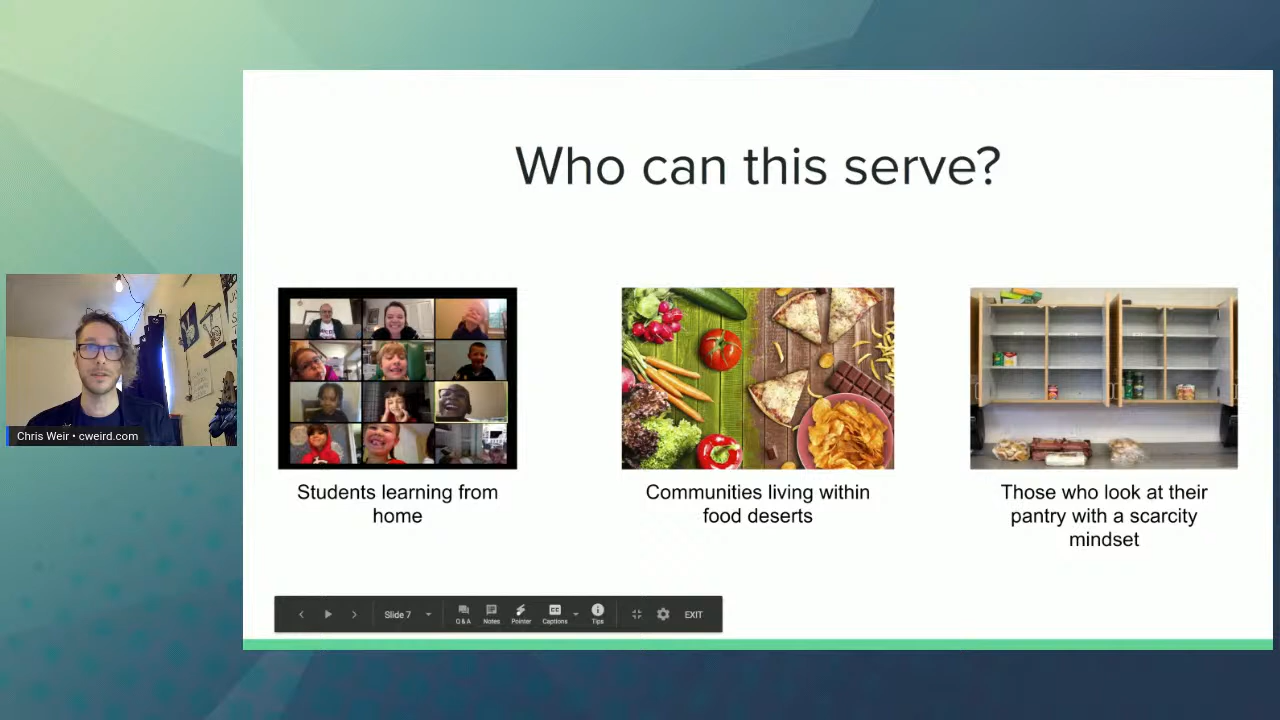 Who can this serve?
Students learning from
home
Communities living within
food deserts
Those who look at their
pantry with a scarcity
mindset
Chris Weir • cweird.com
Slide 7
Q & A
Notes
Pointer
Captions
Tips
EXIT